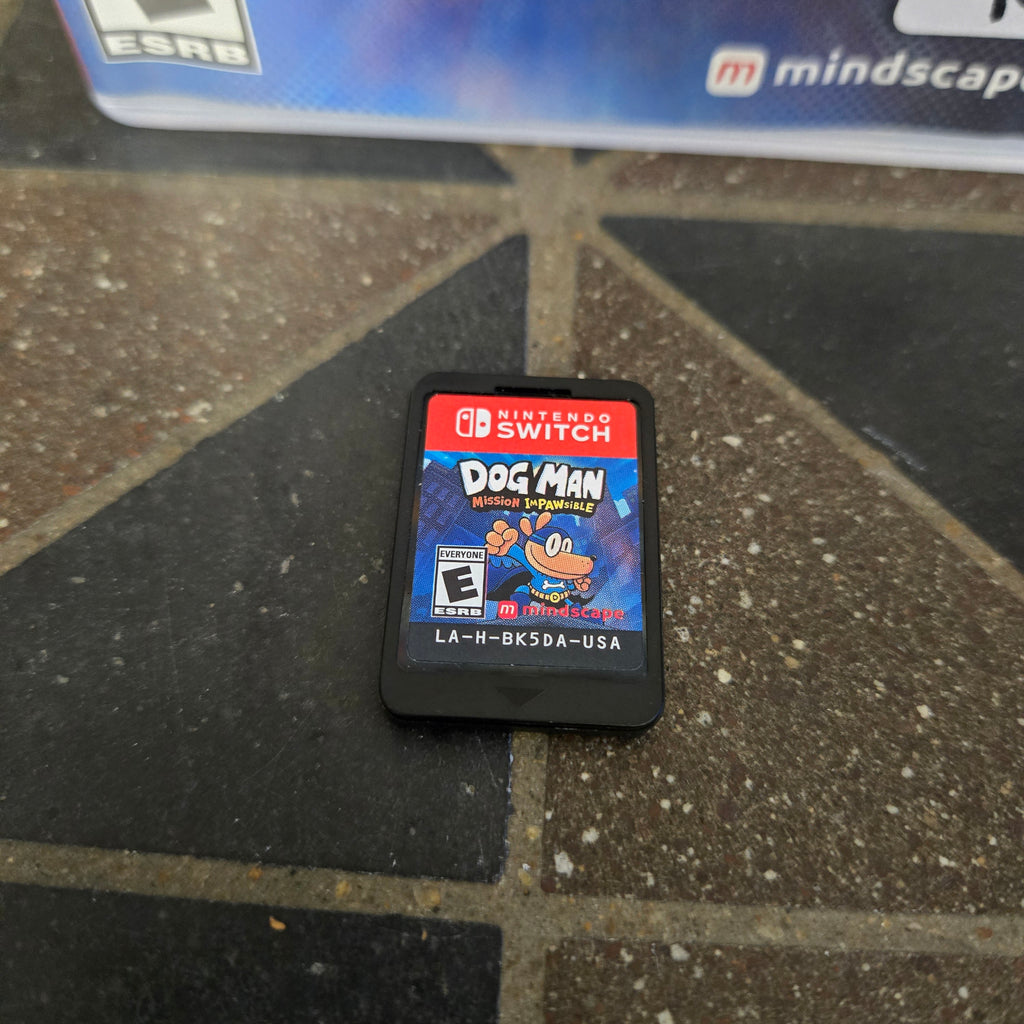 ESRB
m mindscape
NINTENDO
SWITCH
DOG MAN
MISSION IMPAWSIBLE
EVERYONE
E
ESRB
m mindscape
LA-H-BK5DA-USA